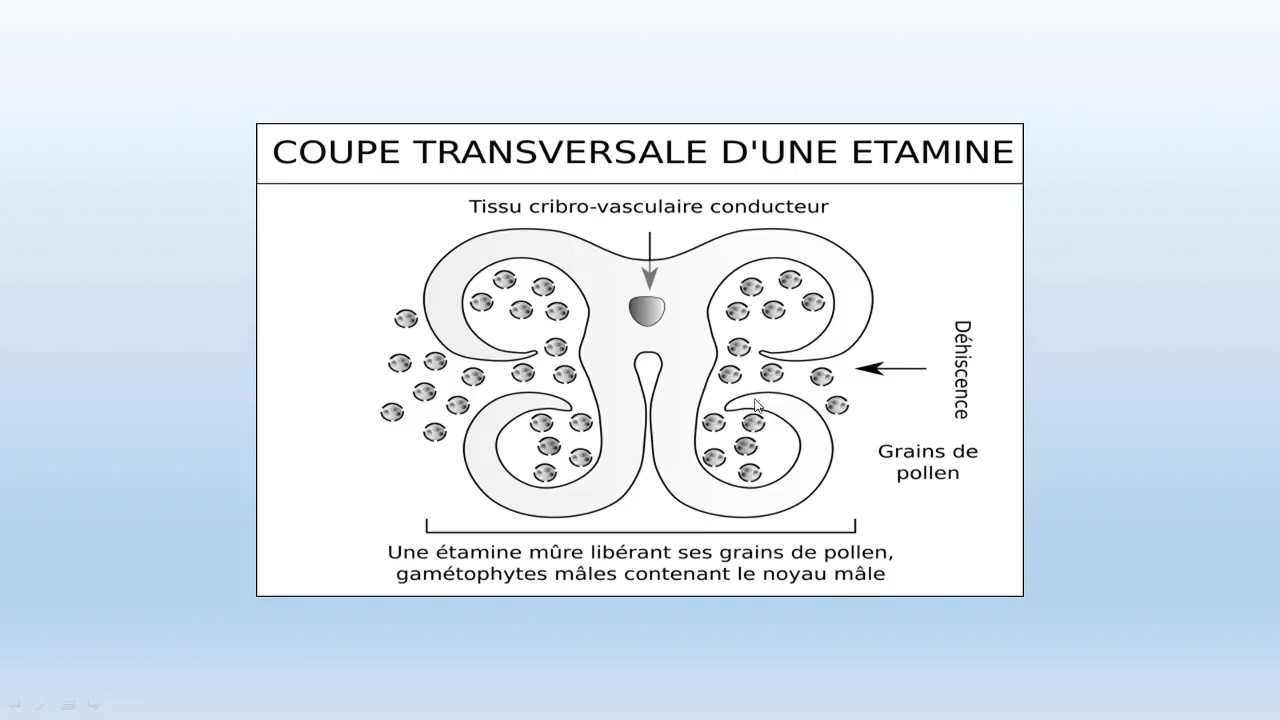 COUPE TRANSVERSALE D'UNE ETAMINE
Tissu cribro-vasculaire conducteur
Déhiscence
Grains de
pollen
Une étamine mûre libérant ses grains de pollen,
gamétophytes mâles contenant le noyau mâle